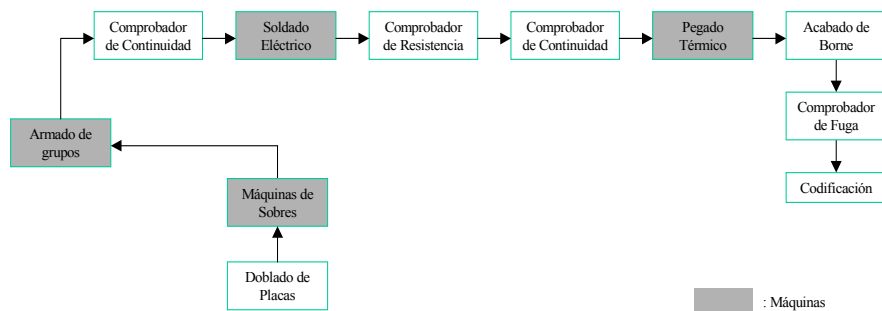 Comprobador
de Continuidad
Soldado
Eléctrico
Comprobador
de Resistencia
Comprobador
de Continuidad
Pegado
Térmico
Acabado de
Borne
Comprobador
de Fuga
Armado de
grupos
Máquinas de
Sobres
Codificación
Doblado de
Placas
: Máquinas